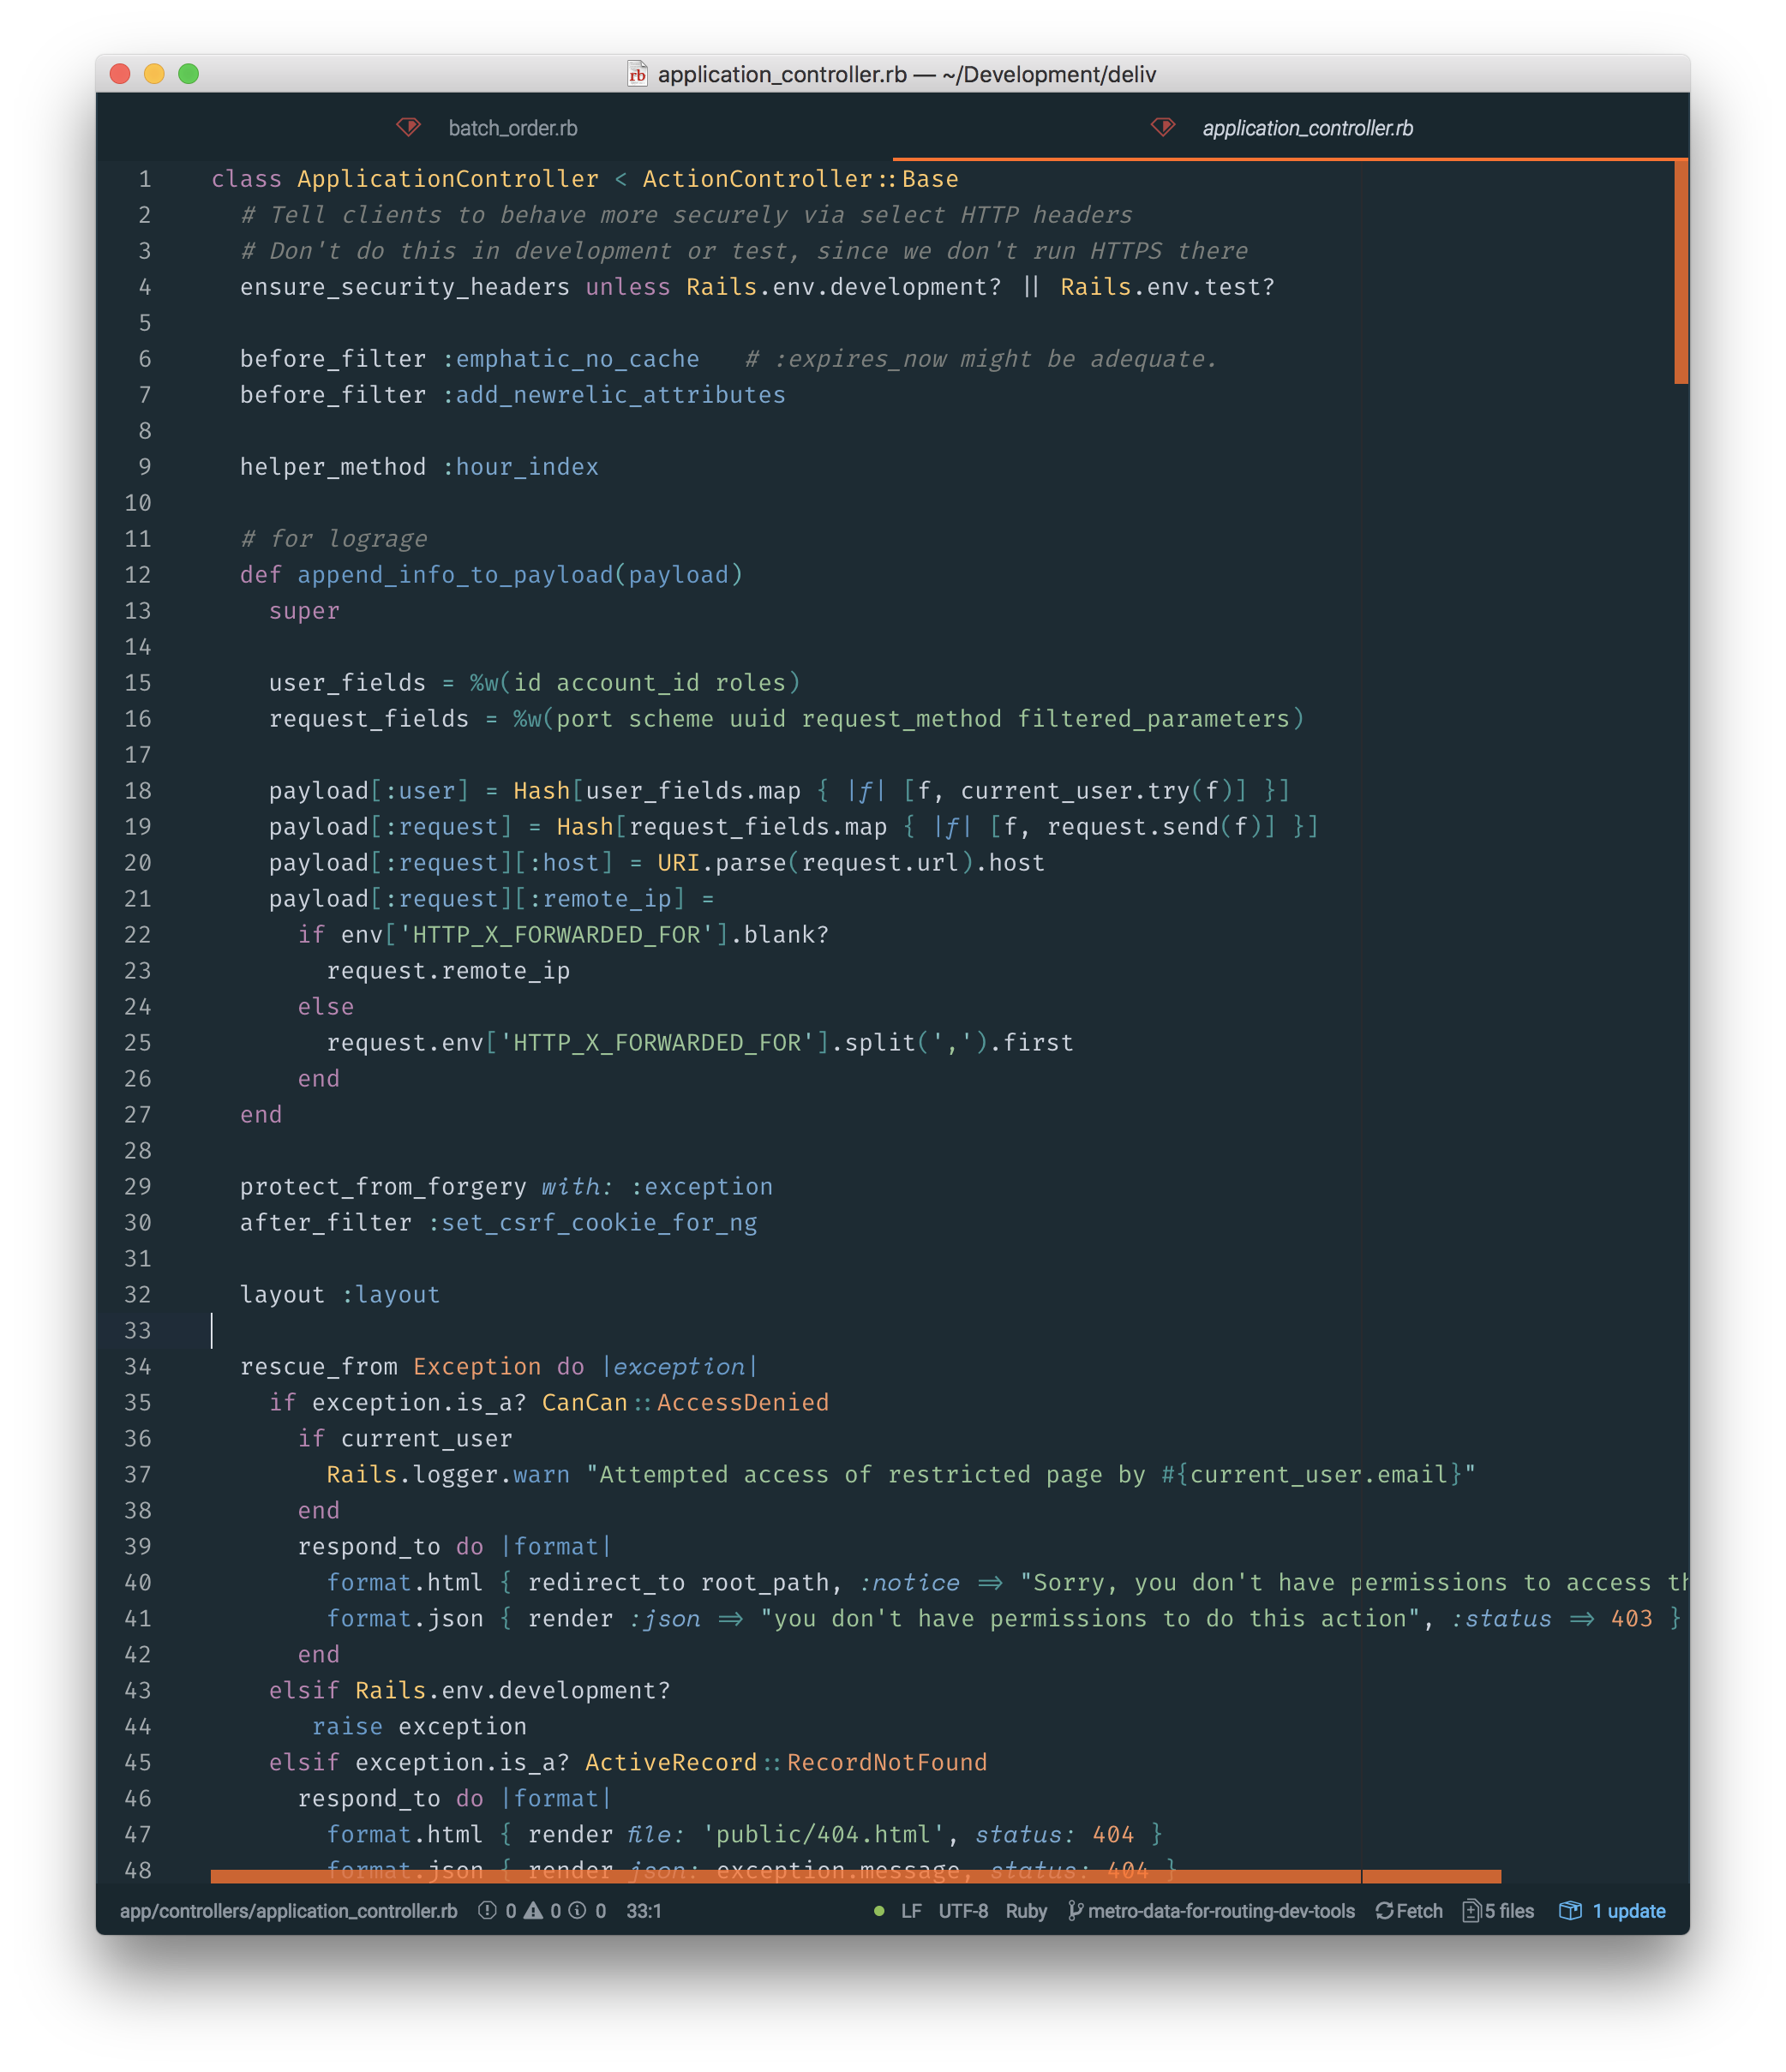 application_controller.rb — ~/Development/deliv
batch_order.rb
application_controller.rb
1 class ApplicationController < ActionController::Base
2 # Tell clients to behave more securely via select HTTP headers
3 # Don't do this in development or test, since we don't run HTTPS there
4 ensure_security_headers unless Rails.env.development? || Rails.env.test?
5
6 before_filter :emphatic_no_cache # :expires_now might be adequate.
7 before_filter :add_newrelic_attributes
8
9 helper_method :hour_index
10
11 # for lograge
12 def append_info_to_payload(payload)
13 super
14
15 user_fields = %w(id account_id roles)
16 request_fields = %w(port scheme uuid request_method filtered_parameters)
17
18 payload[:user] = Hash[user_fields.map { |f| [f, current_user.try(f)] }]
19 payload[:request] = Hash[request_fields.map { |f| [f, request.send(f)] }]
20 payload[:request][:host] = URI.parse(request.url).host
21 payload[:request][:remote_ip] =
22 if env['HTTP_X_FORWARDED_FOR'].blank?
23 request.remote_ip
24 else
25 request.env['HTTP_X_FORWARDED_FOR'].split(',').first
26 end
27 end
28
29 protect_from_forgery with: :exception
30 after_filter :set_csrf_cookie_for_ng
31
32 layout :layout
33
34 rescue_from Exception do |exception|
35 if exception.is_a? CanCan::AccessDenied
36 if current_user
37 Rails.logger.warn "Attempted access of restricted page by #{current_user.email}"
38 end
39 respond_to do |format|
40 format.html { redirect_to root_path, :notice => "Sorry, you don't have permissions to access th
41 format.json { render :json => "you don't have permissions to do this action", :status => 403 }
42 end
43 elsif Rails.env.development?
44 raise exception
45 elsif exception.is_a? ActiveRecord::RecordNotFound
46 respond_to do |format|
47 format.html { render file: 'public/404.html', status: 404 }
48 format.json { render json: exception.message, status: 404 }
app/controllers/application_controller.rb 0 0 0 33:1 LF UTF-8 Ruby metro-data-for-routing-dev-tools Fetch 5 files 1 update